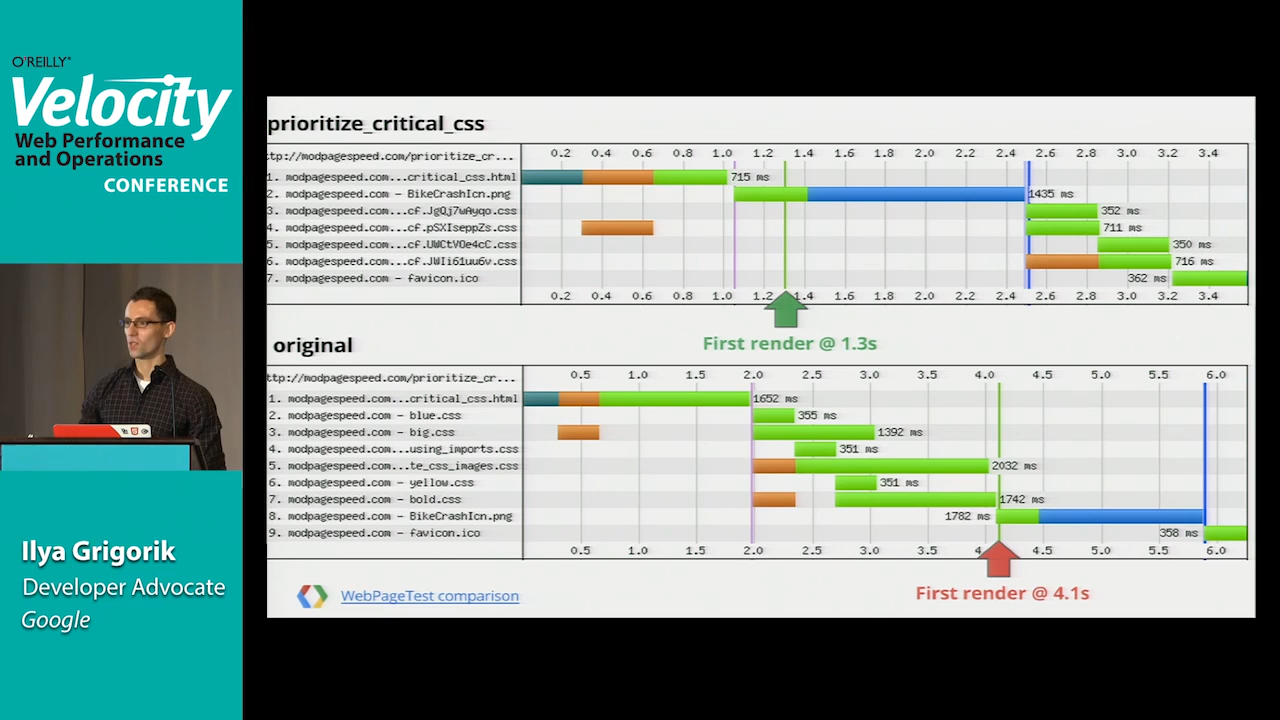 O'REILLY®
Velocity
Web Performance
and Operations
CONFERENCE
Ilya Grigorik
Developer Advocate
Google
prioritize_critical_css
ttp://modpagespeed.com/prioritize_cr...
0.2 0.4 0.6 0.8 1.0 1.2 1.4 1.6 1.8 2.0 2.2 2.4 2.6 2.8 3.0 3.2 3.4
1. modpagespeed.com...critical_css.html 715 ms
2. modpagespeed.com - BikeCrashIcn.png 1435 ms
3. modpagespeed.com...cf.JgQj7wAyqo.css 352 ms
4. modpagespeed.com...cf.pSXIseppZs.css 711 ms
5. modpagespeed.com...cf.UWCtVOe4cC.css 350 ms
6. modpagespeed.com...cf.JWIi61uu6v.css 716 ms
7. modpagespeed.com - favicon.ico 362 ms
0.2 0.4 0.6 0.8 1.0 1.2 1.4 1.6 1.8 2.0 2.2 2.4 2.6 2.8 3.0 3.2 3.4
First render @ 1.3s
original
ttp://modpagespeed.com/prioritize_cr...
0.5 1.0 1.5 2.0 2.5 3.0 3.5 4.0 4.5 5.0 5.5 6.0
1. modpagespeed.com...critical_css.html 1652 ms
2. modpagespeed.com - blue.css 355 ms
3. modpagespeed.com - big.css 1392 ms
4. modpagespeed.com...using_imports.css 351 ms
5. modpagespeed.com...te_css_images.css 2032 ms
6. modpagespeed.com - yellow.css 351 ms
7. modpagespeed.com - bold.css 1742 ms
8. modpagespeed.com - BikeCrashIcn.png 1782 ms
9. modpagespeed.com - favicon.ico 358 ms
0.5 1.0 1.5 2.0 2.5 3.0 3.5 4 4.5 5.0 5.5 6.0
First render @ 4.1s
WebPageTest comparison